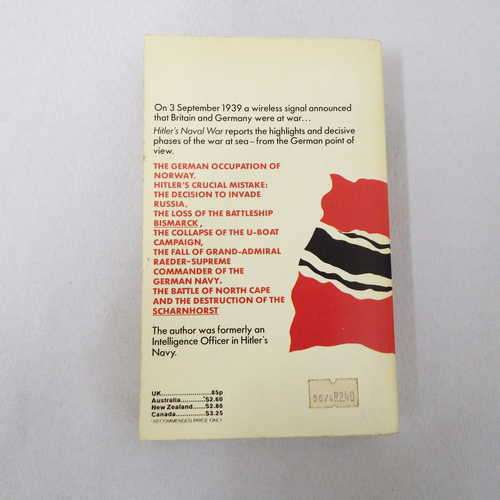 On 3 September 1939 a wireless signal announced
that Britain and Germany were at war...
Hitler's Naval War reports the highlights and decisive
phases of the war at sea – from the German point of
view.
THE GERMAN OCCUPATION OF
NORWAY.
HITLER'S CRUCIAL MISTAKE:
THE DECISION TO INVADE
RUSSIA.
THE LOSS OF THE BATTLESHIP
BISMARCK,
THE COLLAPSE OF THE U-BOAT
CAMPAIGN,
THE FALL OF GRAND-ADMIRAL
RAEDER–SUPREME
COMMANDER OF THE
GERMAN NAVY.
THE BATTLE OF NORTH CAPE
AND THE DESTRUCTION OF THE
SCHARNHORST
The author was formerly an
Intelligence Officer in Hitler's
Navy.
UK.......................85p
Australia...........$2.60
New Zealand......$2.85
Canada..............$3.25
RECOMMENDED PRICE ONLY